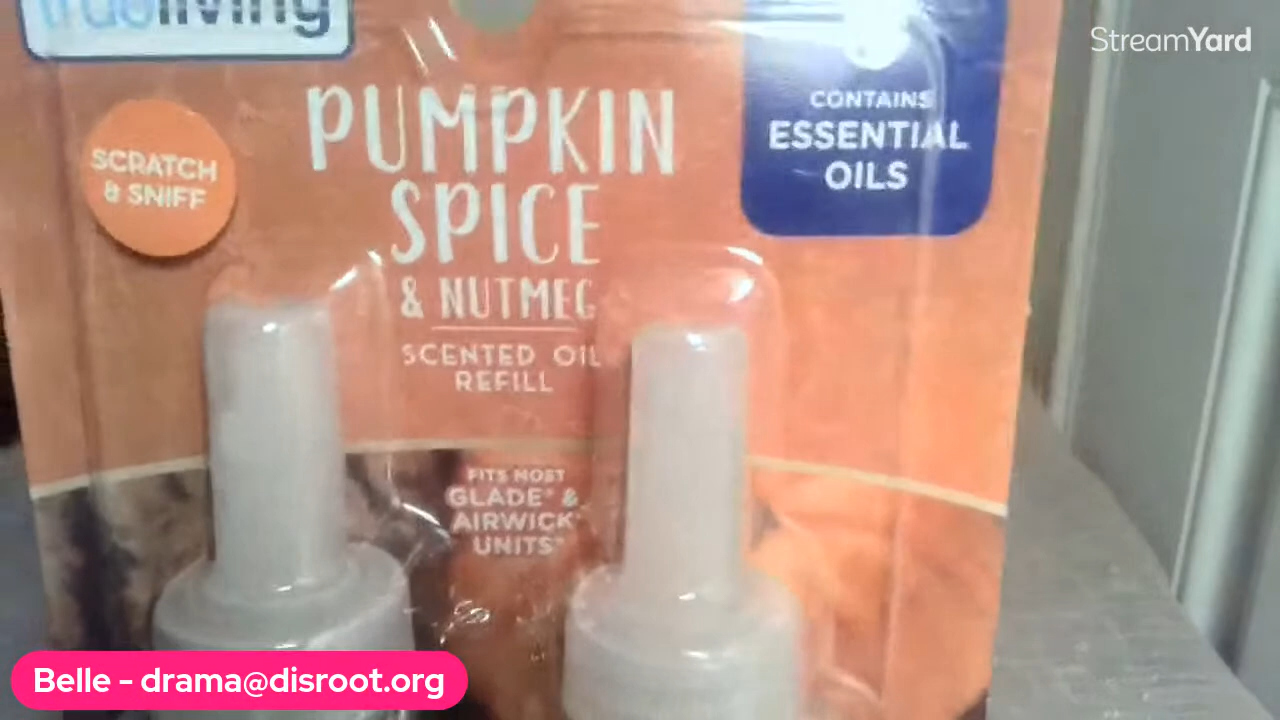 trueliving
StreamYard
SCRATCH
& SNIFF
PUMPKIN
SPICE
& NUTMEG
SCENTED OIL
REFILL
CONTAINS
ESSENTIAL
OILS
FITS MOST
GLADE® &
AIRWICK®
UNITS*
Belle - drama@disroot.org